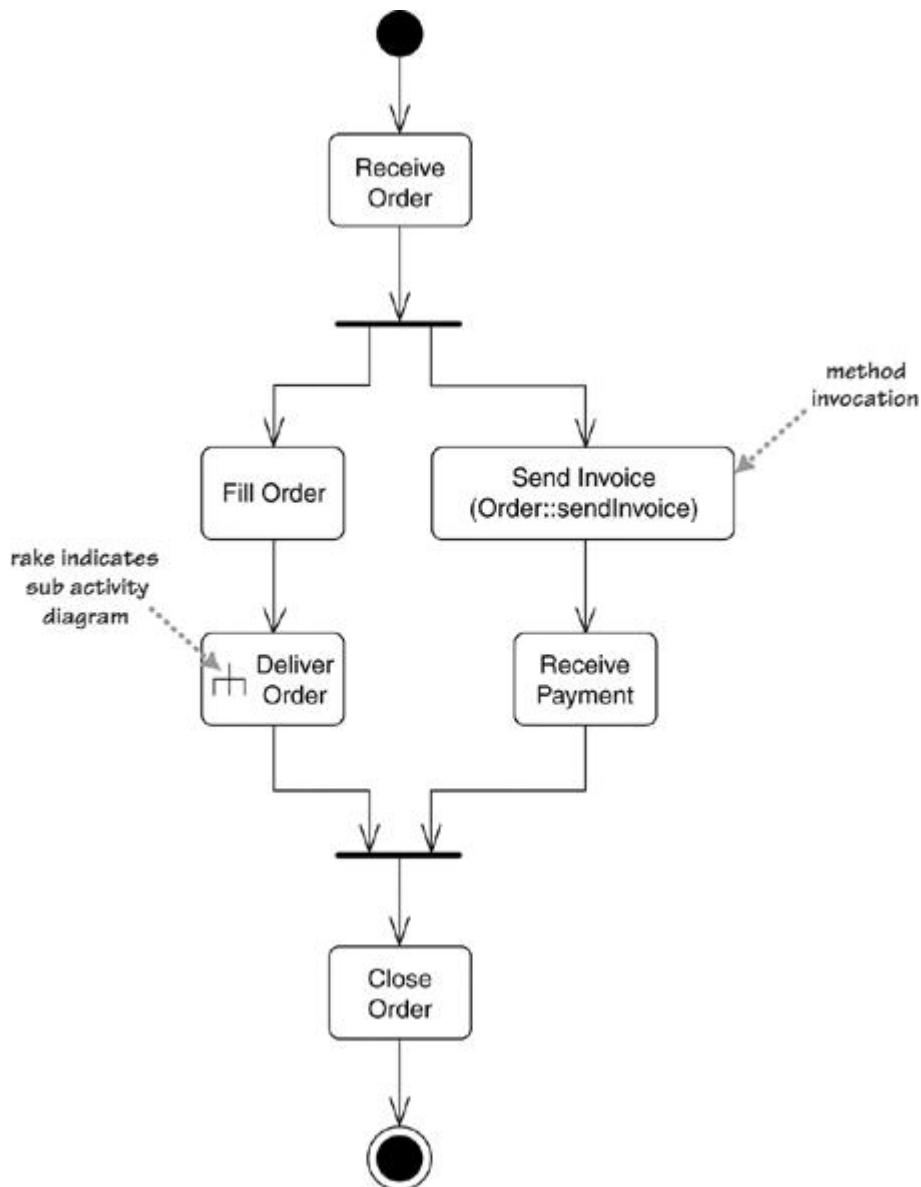 Receive
Order
method
invocation
Fill Order
Send Invoice
(Order::sendInvoice)
rake indicates
sub activity
diagram
Deliver
Order
Receive
Payment
Close
Order